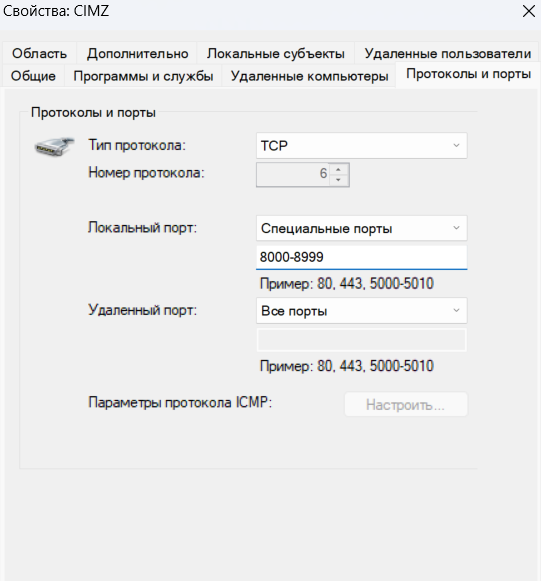 Свойства: CIMZ
Область Дополнительно Локальные субъекты Удаленные пользователи
Общие Программы и службы Удаленные компьютеры Протоколы и порты
Протоколы и порты
Тип протокола: TCP
Номер протокола: 6
Локальный порт: Специальные порты
8000-8999
Пример: 80, 443, 5000-5010
Удаленный порт: Все порты
Пример: 80, 443, 5000-5010
Параметры протокола ICMP: Настроить...